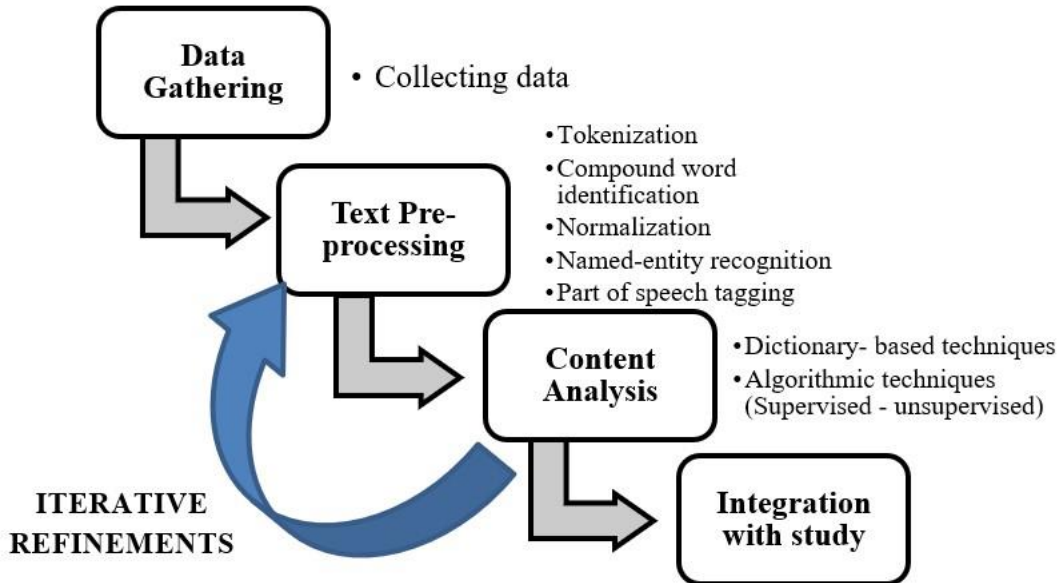 Data
Gathering
• Collecting data
Text Pre-
processing
•Tokenization
•Compound word
identification
•Normalization
•Named-entity recognition
•Part of speech tagging
Content
Analysis
•Dictionary- based techniques
•Algorithmic techniques
(Supervised - unsupervised)
Integration
with study
ITERATIVE
REFINEMENTS